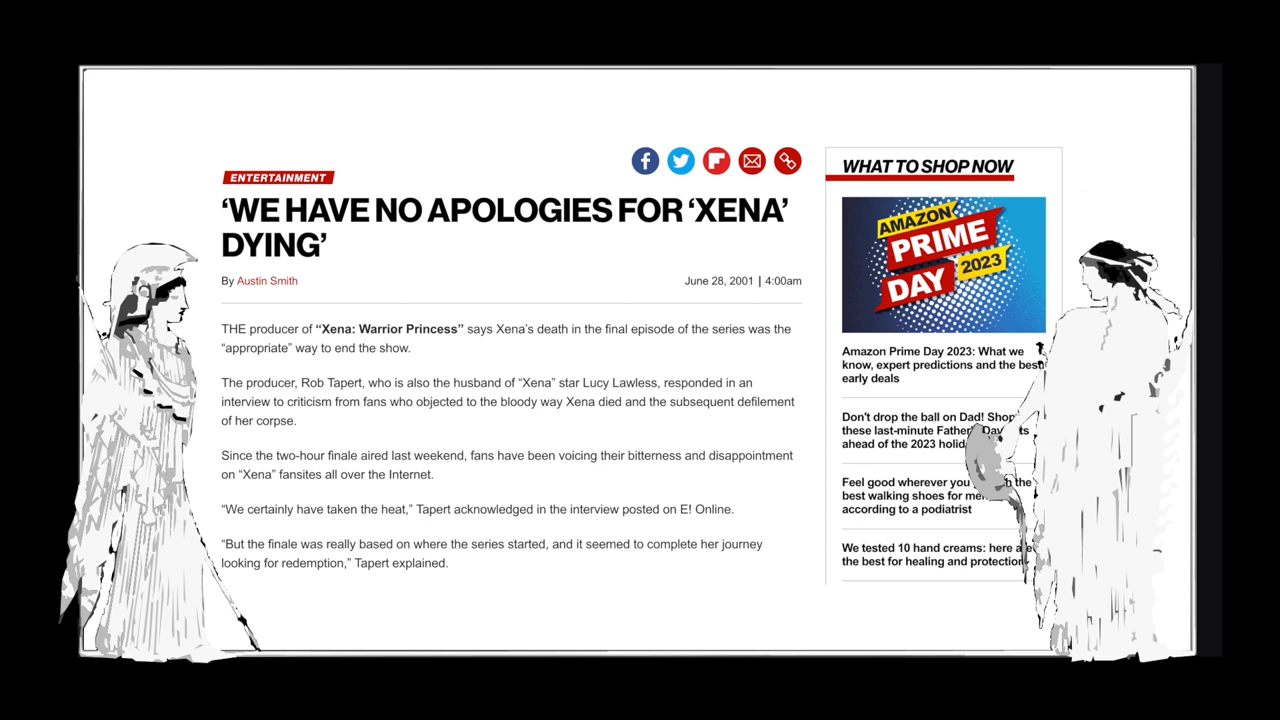 ENTERTAINMENT
‘WE HAVE NO APOLOGIES FOR ‘XENA’
DYING’
By Austin Smith
June 28, 2001 | 4:00am
THE producer of “Xena: Warrior Princess” says Xena’s death in the final episode of the series was the
“appropriate” way to end the show.
The producer, Rob Tapert, who is also the husband of “Xena” star Lucy Lawless, responded in an
interview to criticism from fans who objected to the bloody way Xena died and the subsequent defilement
of her corpse.
Since the two-hour finale aired last weekend, fans have been voicing their bitterness and disappointment
on “Xena” fansites all over the Internet.
“We certainly have taken the heat,” Tapert acknowledged in the interview posted on E! Online.
“But the finale was really based on where the series started, and it seemed to complete her journey
looking for redemption,” Tapert explained.
WHAT TO SHOP NOW
AMAZON
PRIME
DAY 2023
Amazon Prime Day 2023: What we
know, expert predictions and the best
early deals
Don't drop the ball on Dad! Shop
these last-minute Father's Day
ahead of the 2023
Feel good wherever you the
best walking shoes for
according to a podiatrist
We tested 10 hand creams: here are
the best for healing and protection